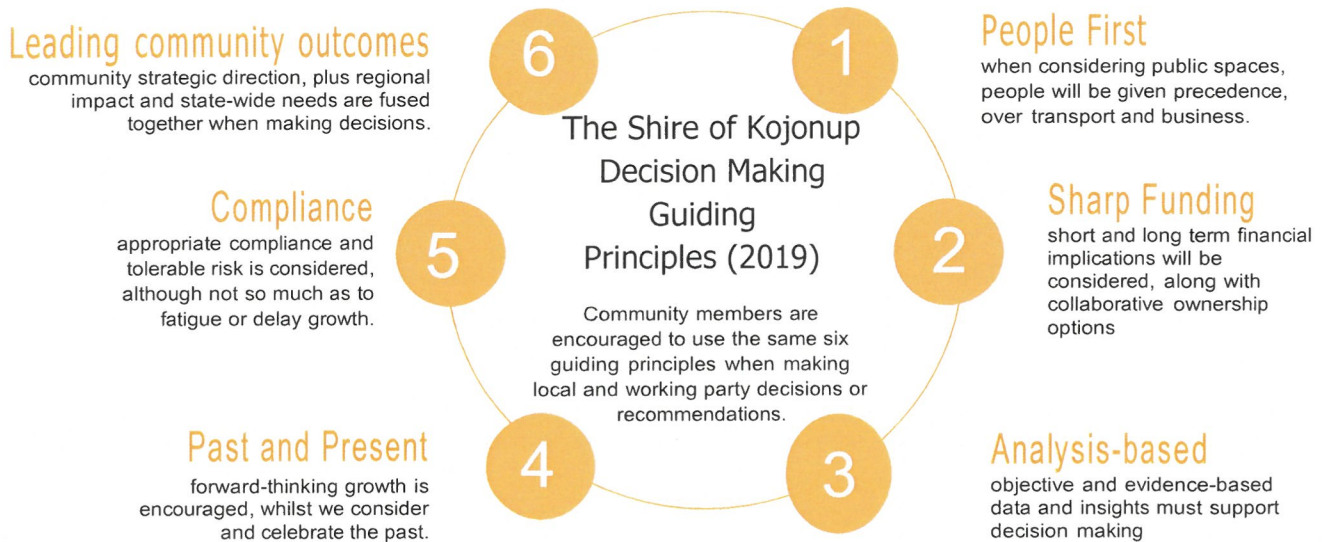 The Shire of Kojonup
Decision Making
Guiding
Principles (2019)
Community members are
encouraged to use the same six
guiding principles when making
local and working party decisions or
recommendations.
1
People First
when considering public spaces,
people will be given precedence,
over transport and business.
2
Sharp Funding
short and long term financial
implications will be
considered, along with
collaborative ownership
options
3
Analysis-based
objective and evidence-based
data and insights must support
decision making
4
Past and Present
forward-thinking growth is
encouraged, whilst we consider
and celebrate the past.
5
Compliance
appropriate compliance and
tolerable risk is considered,
although not so much as to
fatigue or delay growth.
6
Leading community outcomes
community strategic direction, plus regional
impact and state-wide needs are fused
together when making decisions.